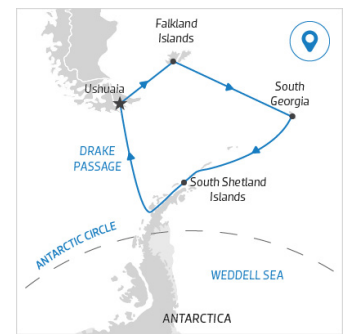 Falkland
Islands
Ushuaia
South
Georgia
DRAKE
PASSAGE
South Shetland
Islands
ANTARCTIC CIRCLE
WEDDELL SEA
ANTARCTICA